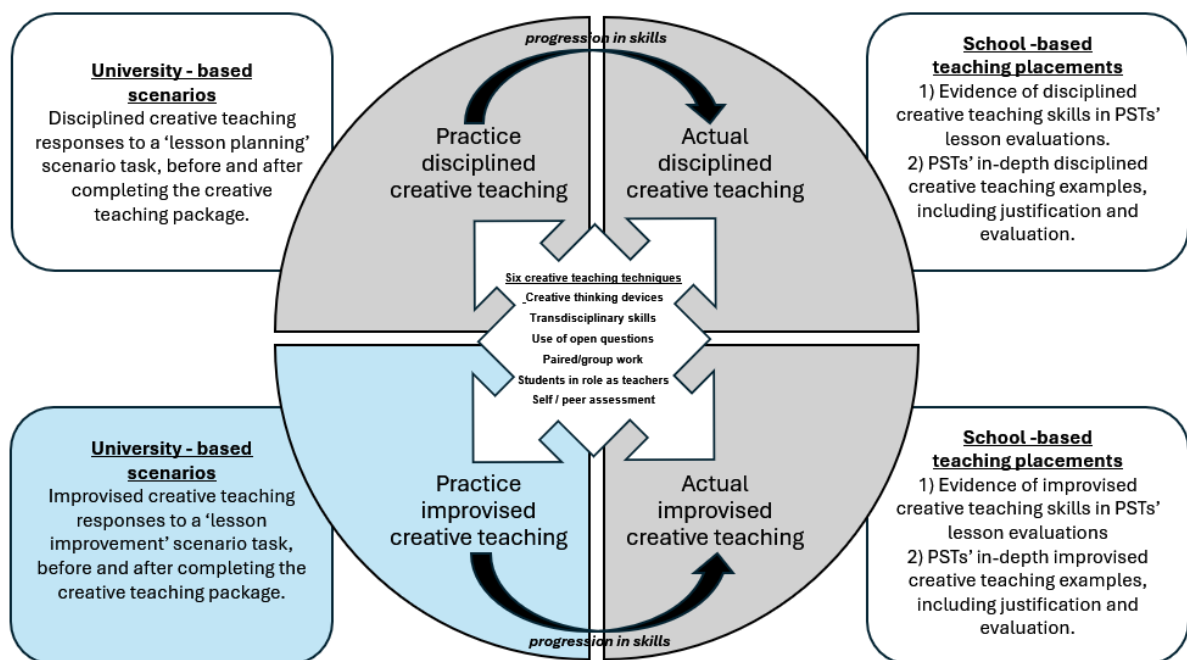 progression in skills
University - based
scenarios
Disciplined creative teaching
responses to a ‘lesson planning’
scenario task, before and after
completing the creative
teaching package.
Practice
disciplined
creative teaching
Actual
disciplined
creative teaching
School -based
teaching placements
1) Evidence of disciplined
creative teaching skills in PSTs’
lesson evaluations.
2) PSTs’ in-depth disciplined
creative teaching examples,
including justification and
evaluation.
Six creative teaching techniques
Creative thinking devices
Transdisciplinary skills
Use of open questions
Paired/group work
Students in role as teachers
Self / peer assessment
University - based
scenarios
Improvised creative teaching
responses to a ‘lesson
improvement’ scenario task,
before and after completing the
creative teaching package.
Practice
improvised
creative teaching
Actual
improvised
creative teaching
School -based
teaching placements
1) Evidence of improvised
creative teaching skills in PSTs’
lesson evaluations
2) PSTs’ in-depth improvised
creative teaching examples,
including justification and
evaluation.
progression in skills